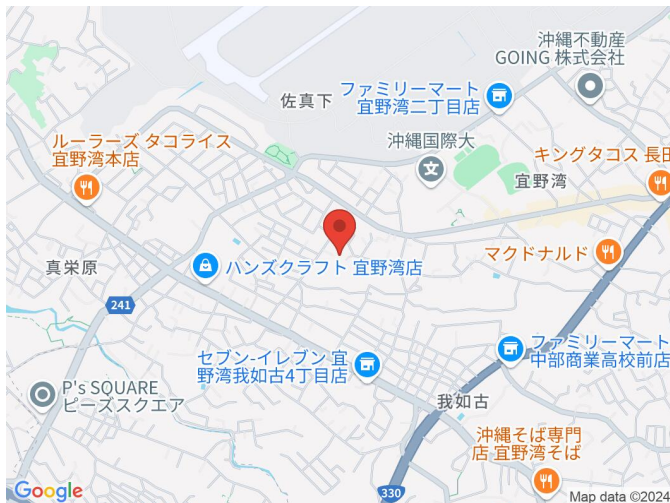 沖縄不動産
GOING 株式会社
ファミリーマート
宜野湾二丁目店
佐真下
沖縄国際大
ルーラーズ タコライス
宜野湾本店
キングタコス 長田
宜野湾
マクドナルド
真栄原
ハンズクラフト 宜野湾店
241
ファミリーマート
中部商業高校前店
セブン-イレブン 宜
野湾我如古4丁目店
P's SQUARE
ピーズスクエア
我如古
沖縄そば専門
店 宜野湾そば
330
Google
Map data ©2024